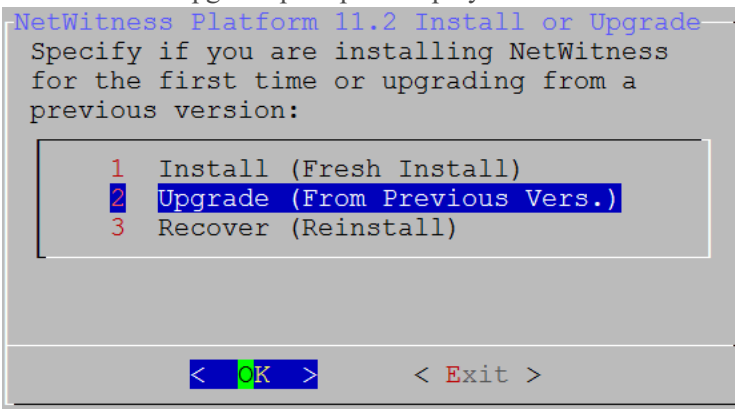 NetWitness Platform 11.2 Install or Upgrade
Specify if you are installing NetWitness
for the first time or upgrading from a
previous version:
1 Install (Fresh Install)
2 Upgrade (From Previous Vers.)
3 Recover (Reinstall)
< OK > < Exit >